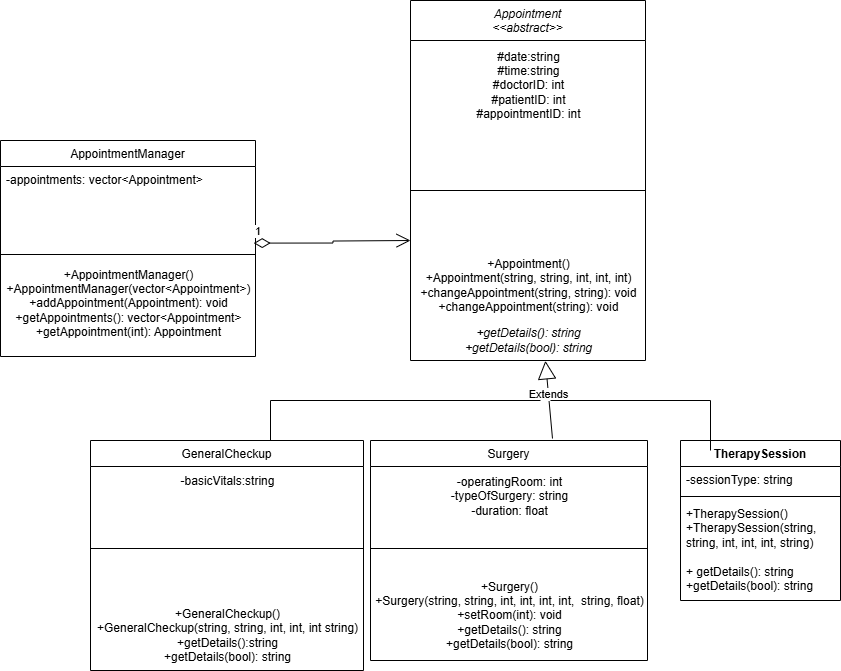 Appointment
<<abstract>>
#date:string
#time:string
#doctorID: int
#patientID: int
#appointmentID: int
+Appointment()
+Appointment(string, string, int, int, int)
+changeAppointment(string, string): void
+changeAppointment(string): void
+getDetails(): string
+getDetails(bool): string
AppointmentManager
-appointments: vector<Appointment>
+AppointmentManager()
+AppointmentManager(vector<Appointment>)
+addAppointment(Appointment): void
+getAppointments(): vector<Appointment>
+getAppointment(int): Appointment
1
Extends
GeneralCheckup
-basicVitals:string
+GeneralCheckup()
+GeneralCheckup(string, string, int, int, int string)
+getDetails():string
+getDetails(bool): string
Surgery
-operatingRoom: int
-typeOfSurgery: string
-duration: float
+Surgery()
+Surgery(string, string, int, int, int, int,  string, float)
+setRoom(int): void
+getDetails(): string
+getDetails(bool): string
TherapySession
-sessionType: string
+TherapySession()
+TherapySession(string,
string, int, int, int, string)
+ getDetails(): string
+getDetails(bool): string